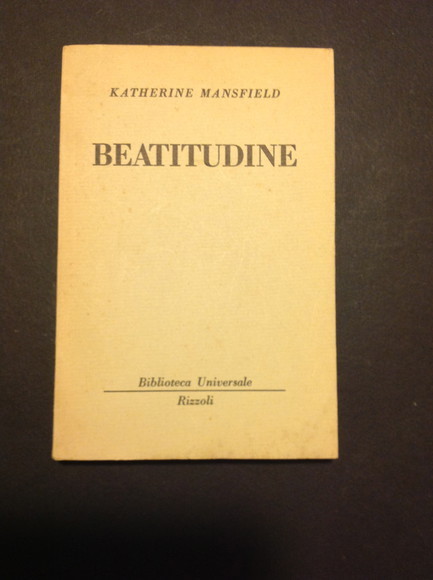 KATHERINE MANSFIELD
BEATITUDINE
Biblioteca Universale
Rizzoli